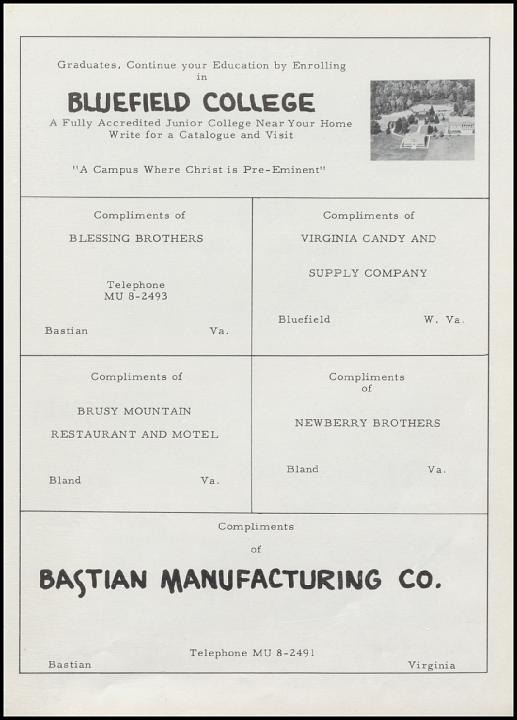 Graduates, Continue your Education by Enrolling
in
BLUEFIELD COLLEGE
A Fully Accredited Junior College Near Your Home
Write for a Catalogue and Visit
"A Campus Where Christ is Pre-Eminent"
Compliments of
BLESSING BROTHERS
Telephone
MU 8-2493
Bastian Va.
Compliments of
VIRGINIA CANDY AND
SUPPLY COMPANY
Bluefield W. Va.
Compliments of
BRUSY MOUNTAIN
RESTAURANT AND MOTEL
Bland Va.
Compliments
of
NEWBERRY BROTHERS
Bland Va.
Compliments
of
BASTIAN MANUFACTURING CO.
Telephone MU 8-2491
Bastian Virginia